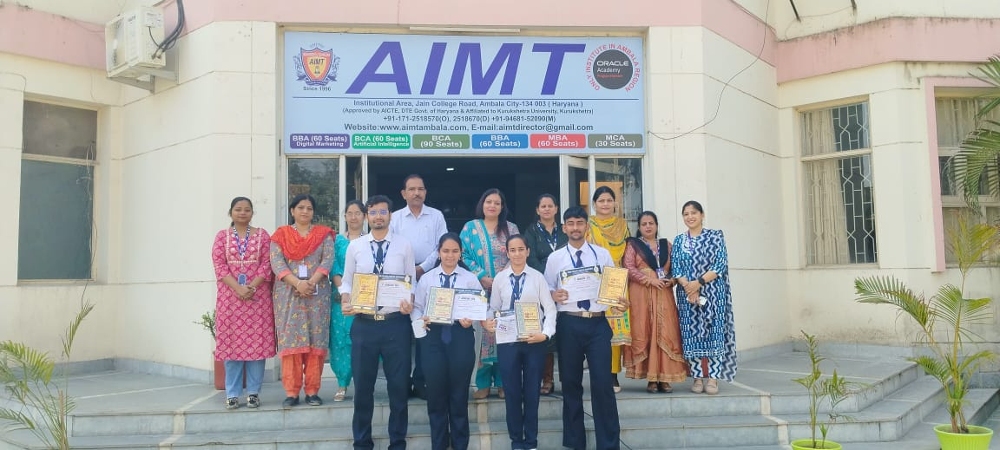 AIMT
AIMT
Since 1996
ONLY INSTITUTE IN AMBALA REGION
ORACLE
Academy
Institutional Area, Jain College Road, Ambala City-134 003 ( Haryana )
(Approved by AICTE, DTE Govt. of Haryana & Affiliated to Kurukshetra University, Kurukshetra)
+91-171-2518570(O), 2518670(D) +91-94681-52090(M)
Website:www.aimtambala.com, E-mail:aimtdirector@gmail.com
BBA (60 Seats)
Digital Marketing
BCA (60 Seats)
Artificial Intelligence
BCA
(90 Seats)
BBA
(60 Seats)
MBA
(60 Seats)
MCA
(30 Seats)